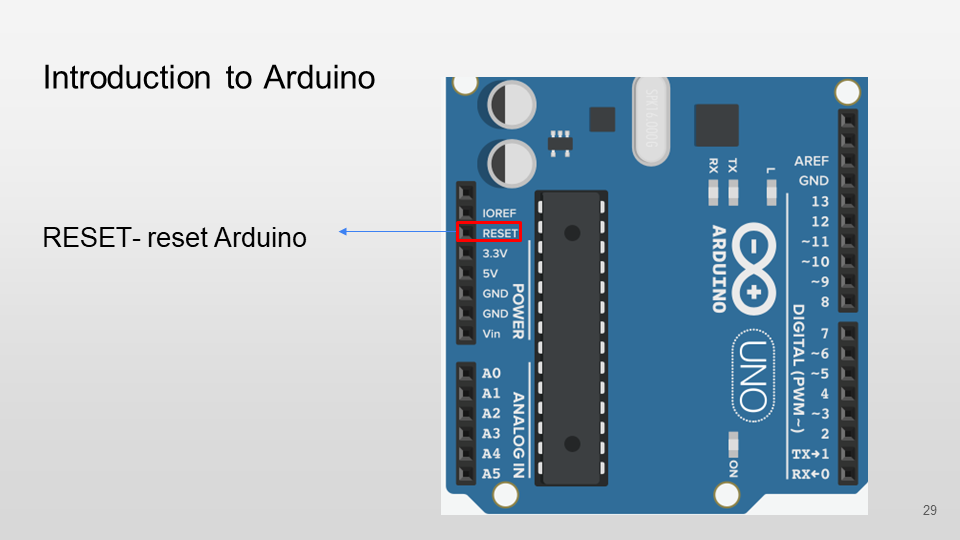 Introduction to Arduino
RESET- reset Arduino
SPK16.000G
RX
TX
L
IOREF
RESET
3.3V
5V
GND
GND
Vin
POWER
A0
A1
A2
A3
A4
A5
ANALOG IN
ARDUINO
UNO
ON
AREF
GND
13
12
~11
~10
~9
8
7
~6
~5
4
~3
2
TX→1
RX←0
DIGITAL (PWM~)
29